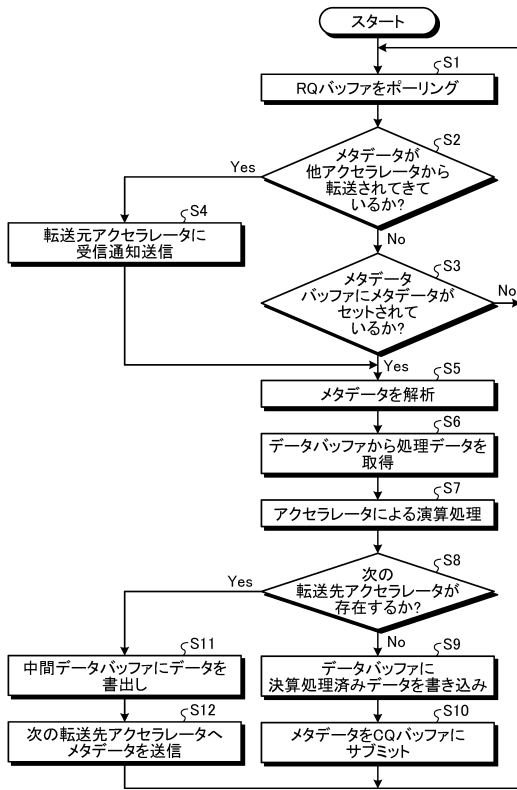 スタート
S1
RQバッファをポーリング
S2
メタデータが
他アクセラレータから
転送されてきて
いるか?
Yes
No
S4
転送元アクセラレータに
受信通知送信
S3
メタデータ
バッファにメタデータが
セットされて
いるか?
No
Yes
S5
メタデータを解析
S6
データバッファから処理データを
取得
S7
アクセラレータによる演算処理
S8
次の
転送先アクセラレータが
存在するか?
Yes
No
S11
中間データバッファにデータを
書出し
S9
データバッファに
決算処理済みデータを書き込み
S12
次の転送先アクセラレータへ
メタデータを送信
S10
メタデータをCQバッファに
サブミット